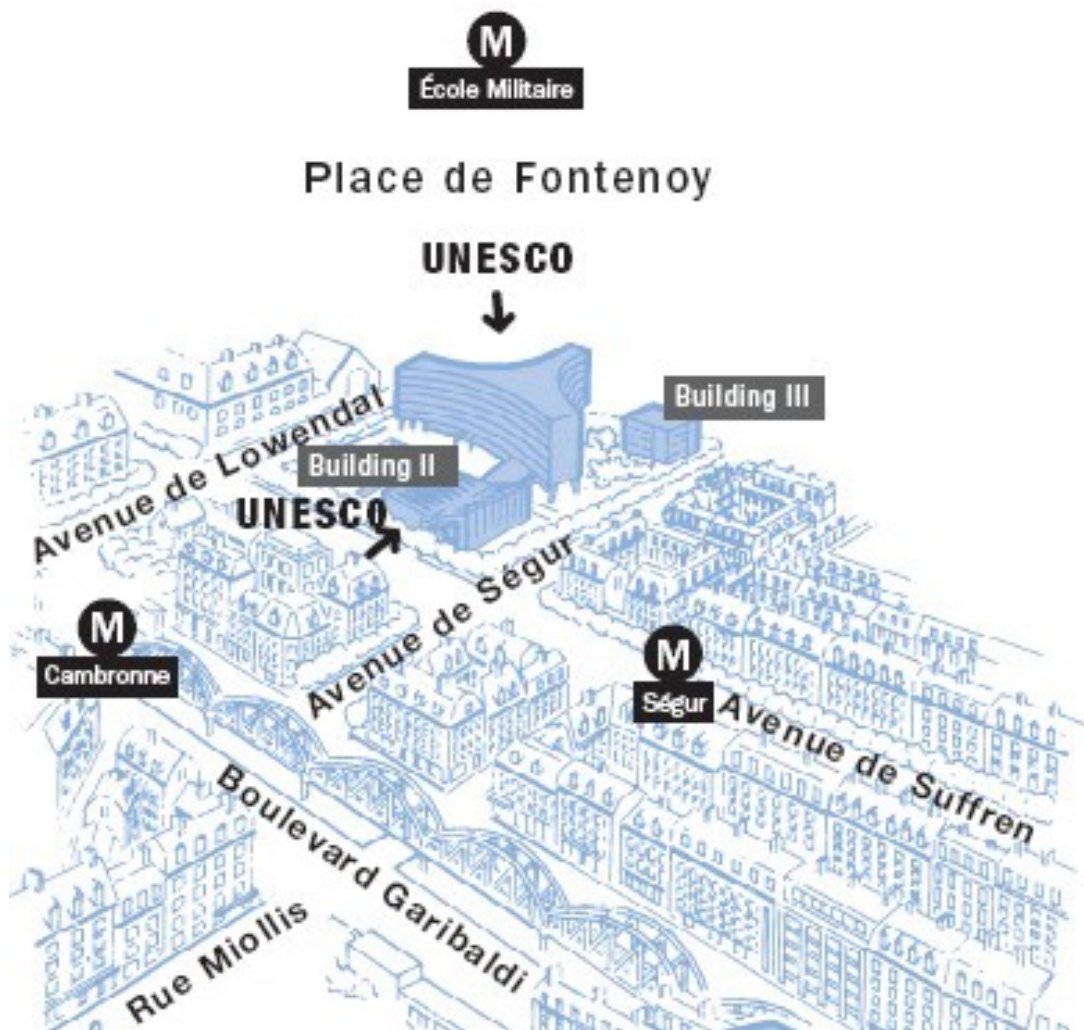 M
École Militaire
Place de Fontenoy
UNESCO
Building III
Avenue de Lowendal
Building II
UNESCO
Avenue de Ségur
M
Cambronne
M
Ségur
Avenue de Suffren
Boulevard Garibaldi
Rue Miollis